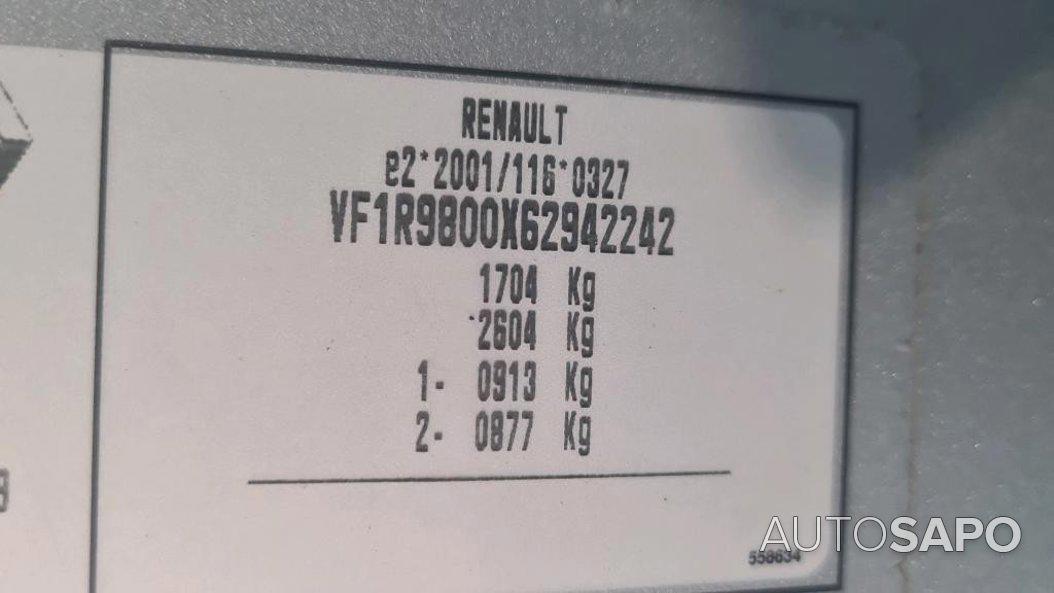 RENAULT
e2*2001/116*0327
VF1R9800X62942242
1704 Kg
2604 Kg
1- 0913 Kg
2- 0877 Kg
558634
AUTOSAPO